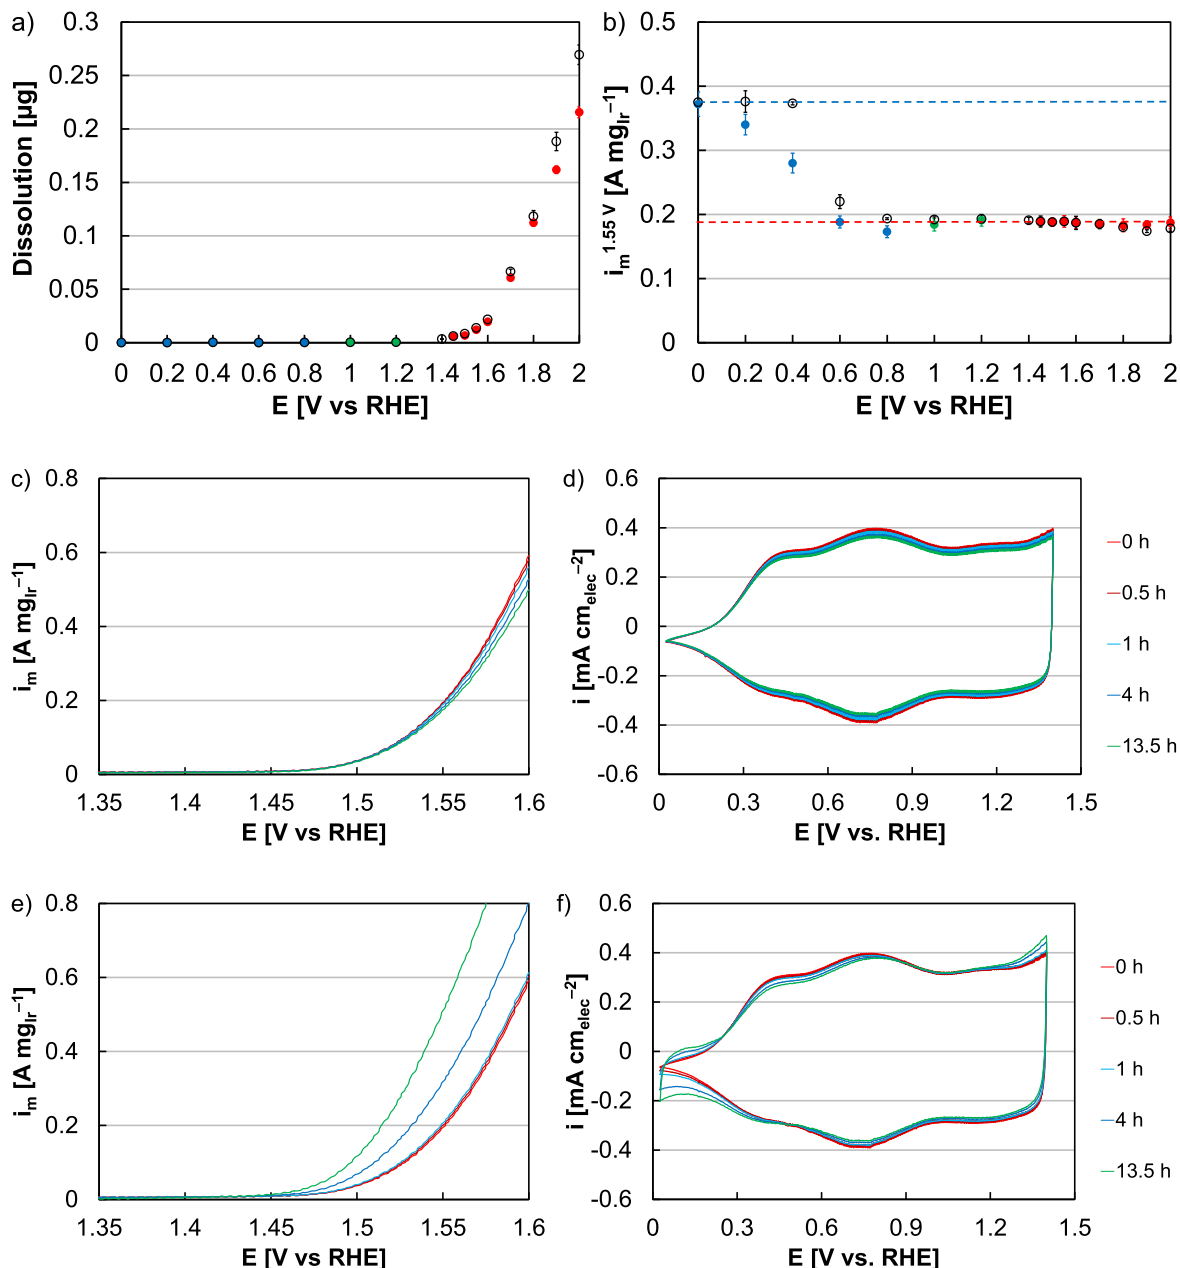 a)
0.3
0.25
0.2
0.15
0.1
0.05
0
Dissolution [µg]
0 0.2 0.4 0.6 0.8 1 1.2 1.4 1.6 1.8 2
E [V vs RHE]
b)
0.5
0.4
0.3
0.2
0.1
0
i_m^1.55 V [A mg_Ir^−1]
0 0.2 0.4 0.6 0.8 1 1.2 1.4 1.6 1.8 2
E [V vs RHE]
c)
0.8
0.6
0.4
0.2
0
i_m [A mg_Ir^−1]
1.35 1.4 1.45 1.5 1.55 1.6
E [V vs RHE]
d)
0.6
0.4
0.2
0
-0.2
-0.4
-0.6
i [mA cm_elec^−2]
0 0.3 0.6 0.9 1.2 1.5
E [V vs. RHE]
0 h
0.5 h
1 h
4 h
13.5 h
e)
0.8
0.6
0.4
0.2
0
i_m [A mg_Ir^−1]
1.35 1.4 1.45 1.5 1.55 1.6
E [V vs RHE]
f)
0.6
0.4
0.2
0
-0.2
-0.4
-0.6
i [mA cm_elec^−2]
0 0.3 0.6 0.9 1.2 1.5
E [V vs. RHE]
0 h
0.5 h
1 h
4 h
13.5 h